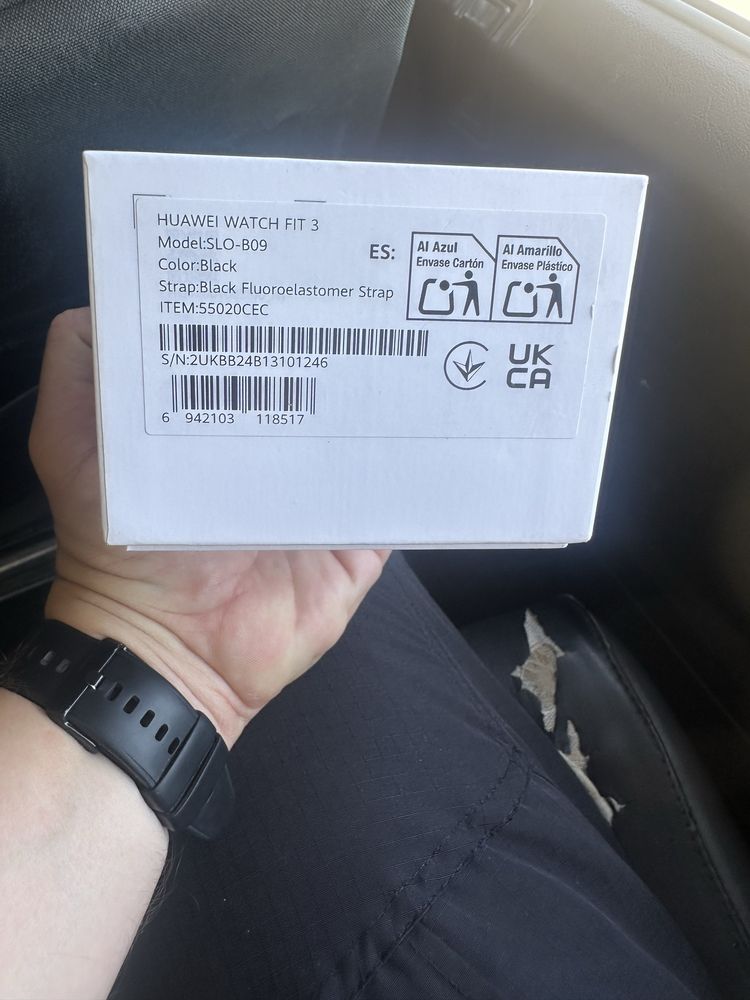 HUAWEI WATCH FIT 3
Model:SLO-B09
Color:Black
Strap:Black Fluoroelastomer Strap
ITEM:55020CEC
S/N:2UKBB24B13101246
6 942103 118517
ES:
Al Azul
Envase Cartón
Al Amarillo
Envase Plástico
UK
CA